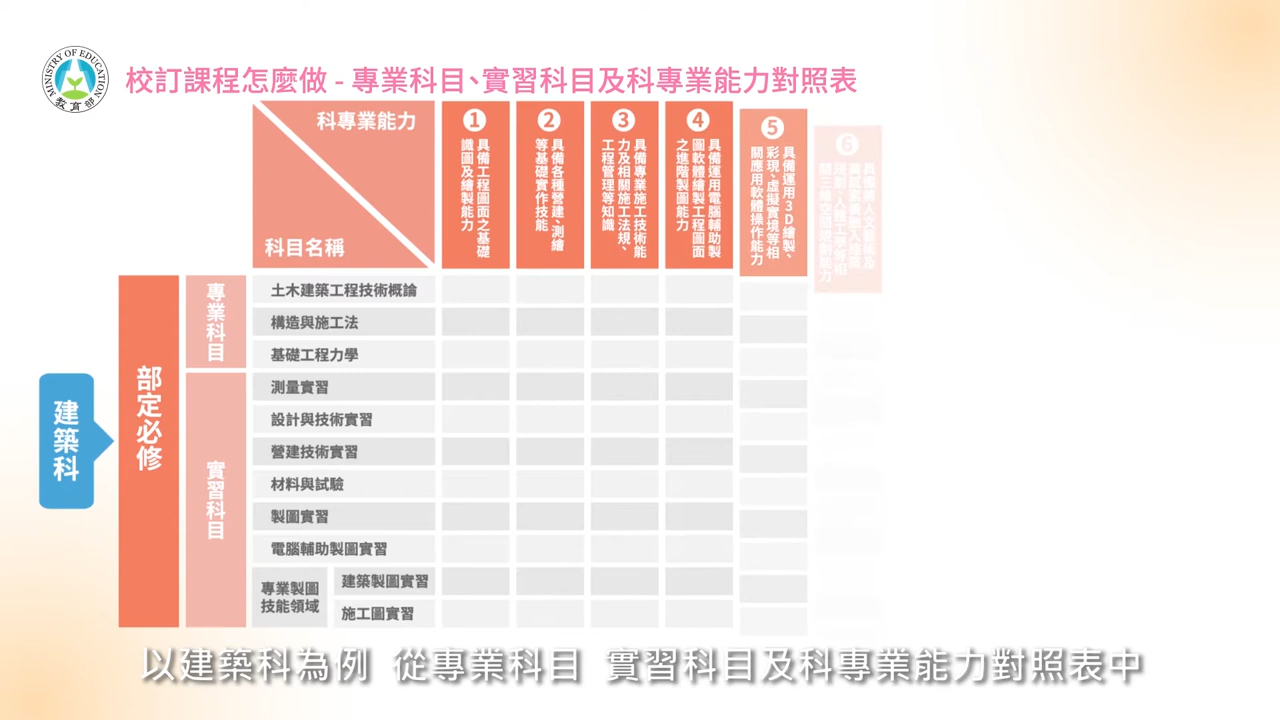 MINISTRY OF EDUCATION
教育部
校訂課程怎麼做 - 專業科目、實習科目及科專業能力對照表
科專業能力
科目名稱
1
具備工程圖面之基礎
識圖及繪製能力
2
具備各種營建、測繪
等基礎實作技能
3
具備專業施工技術能
力及相關施工法規、
工程管理等知識
4
具備運用電腦輔助製
圖軟體繪製工程圖面
之進階製圖能力
5
具備運用3D繪製、
彩現、虛擬實境等相
關應用軟體操作能力
6
建築科
部定必修
專業科目
土木建築工程技術概論
構造與施工法
基礎工程力學
實習科目
測量實習
設計與技術實習
營建技術實習
材料與試驗
製圖實習
電腦輔助製圖實習
專業製圖
技能領域
建築製圖實習
施工圖實習
以建築科為例 從專業科目 實習科目及科專業能力對照表中